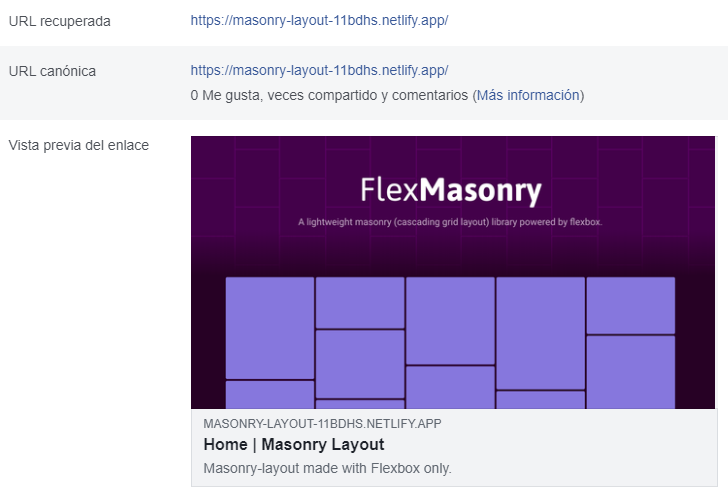 URL recuperada
https://masonry-layout-11bdhs.netlify.app/
URL canónica
https://masonry-layout-11bdhs.netlify.app/
0 Me gusta, veces compartido y comentarios (Más información)
Vista previa del enlace
FlexMasonry
A lightweight masonry (cascading grid layout) library powered by flexbox.
MASONRY-LAYOUT-11BDHS.NETLIFY.APP
Home | Masonry Layout
Masonry-layout made with Flexbox only.